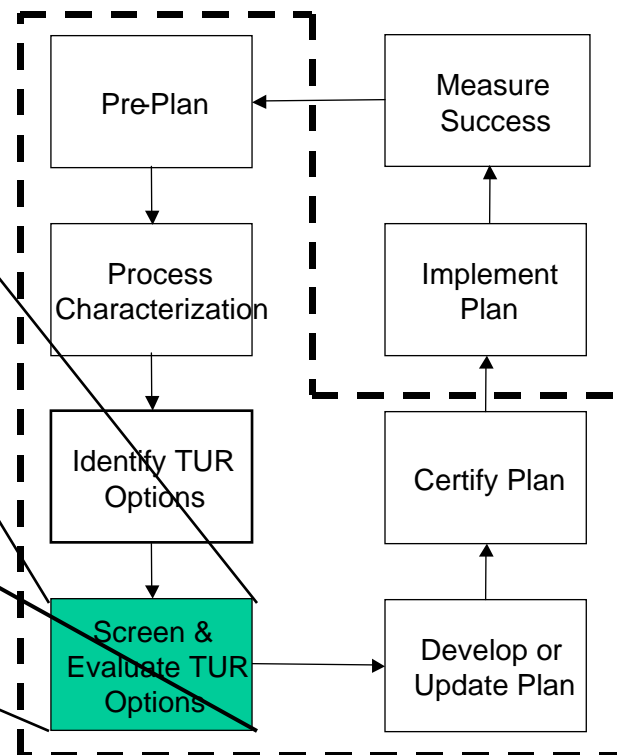 Pre-Plan
Process
Characterization
Identify TUR
Options
Screen &
Evaluate TUR
Options
Develop or
Update Plan
Certify Plan
Implement
Plan
Measure
Success